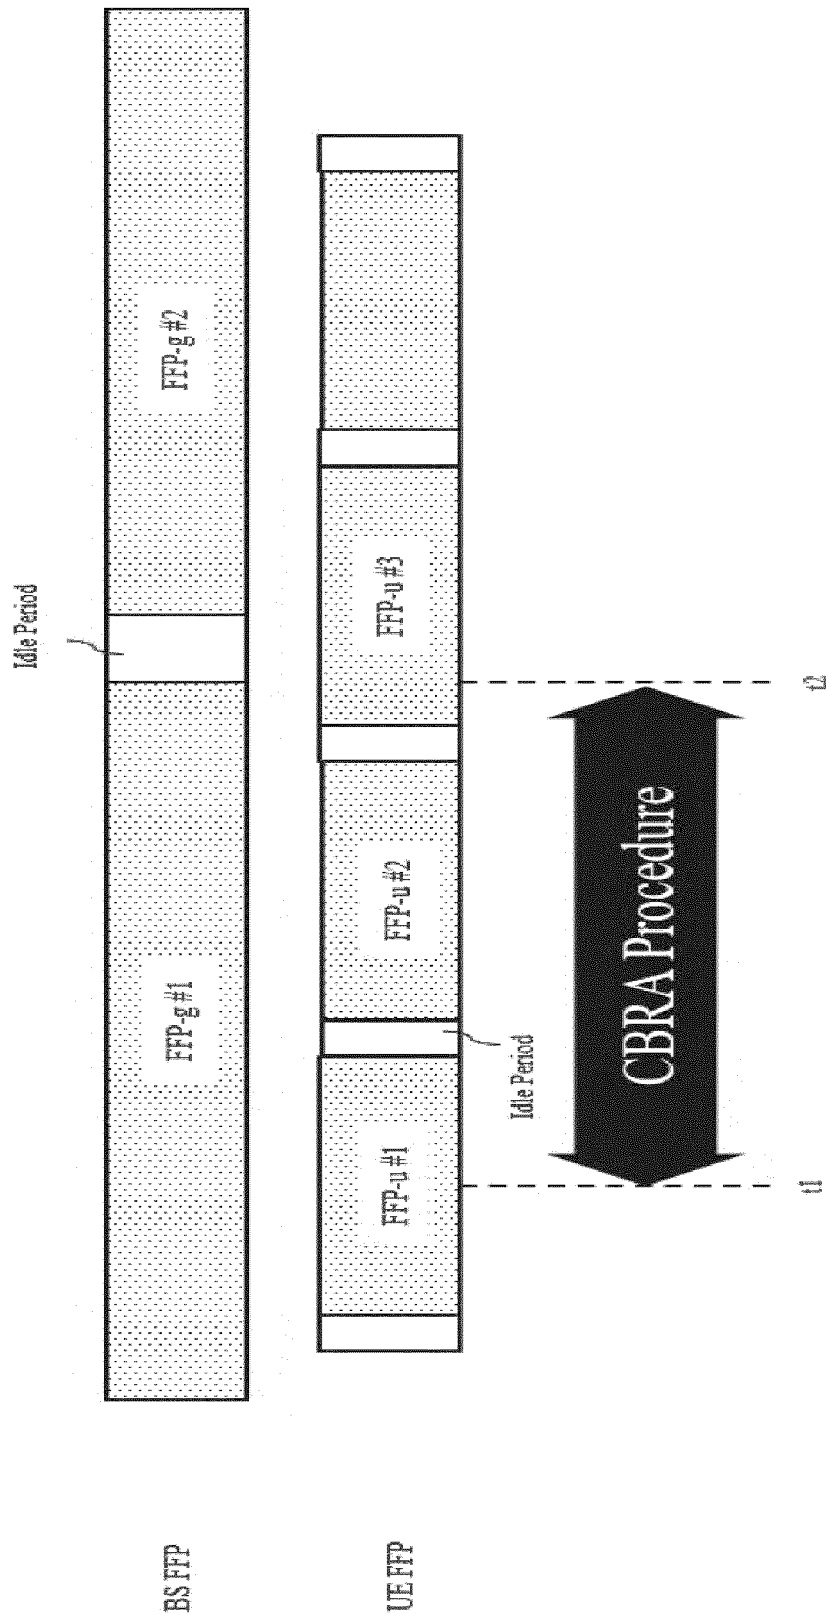 BS FFP
FFP-g #1
Idle Period
FFP-g #2
UE FFP
FFP-u #1
Idle Period
FFP-u #2
FFP-u #3
CBRA Procedure
t1
t2